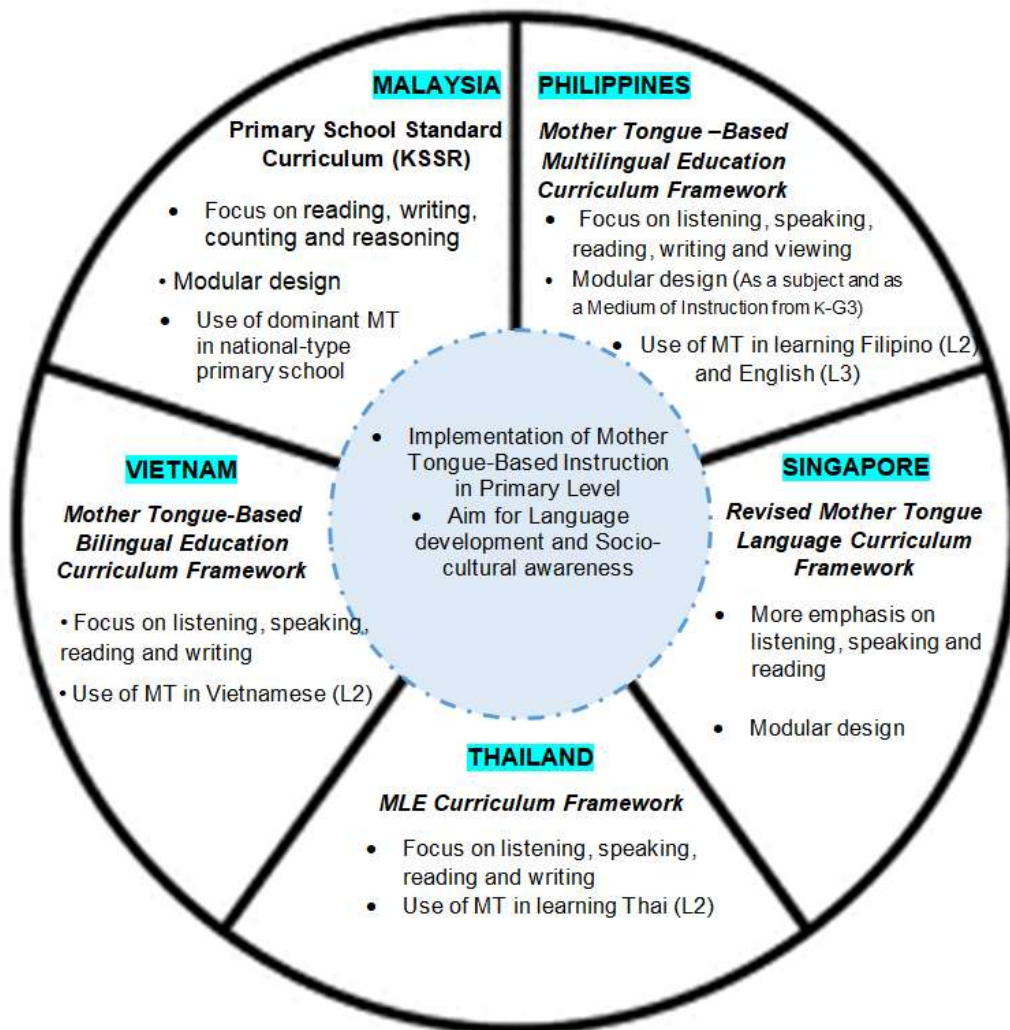 MALAYSIA
Primary School Standard
Curriculum (KSSR)
• Focus on reading, writing,
counting and reasoning
• Modular design
• Use of dominant MT
in national-type
primary school
PHILIPPINES
Mother Tongue –Based
Multilingual Education
Curriculum Framework
• Focus on listening, speaking,
reading, writing and viewing
• Modular design (As a subject and as
a Medium of Instruction from K-G3)
• Use of MT in learning Filipino (L2)
and English (L3)
• Implementation of Mother
Tongue-Based Instruction
in Primary Level
• Aim for Language
development and Socio-
cultural awareness
VIETNAM
Mother Tongue-Based
Bilingual Education
Curriculum Framework
• Focus on listening, speaking,
reading and writing
• Use of MT in Vietnamese (L2)
SINGAPORE
Revised Mother Tongue
Language Curriculum
Framework
• More emphasis on
listening, speaking and
reading
• Modular design
THAILAND
MLE Curriculum Framework
• Focus on listening, speaking,
reading and writing
• Use of MT in learning Thai (L2)